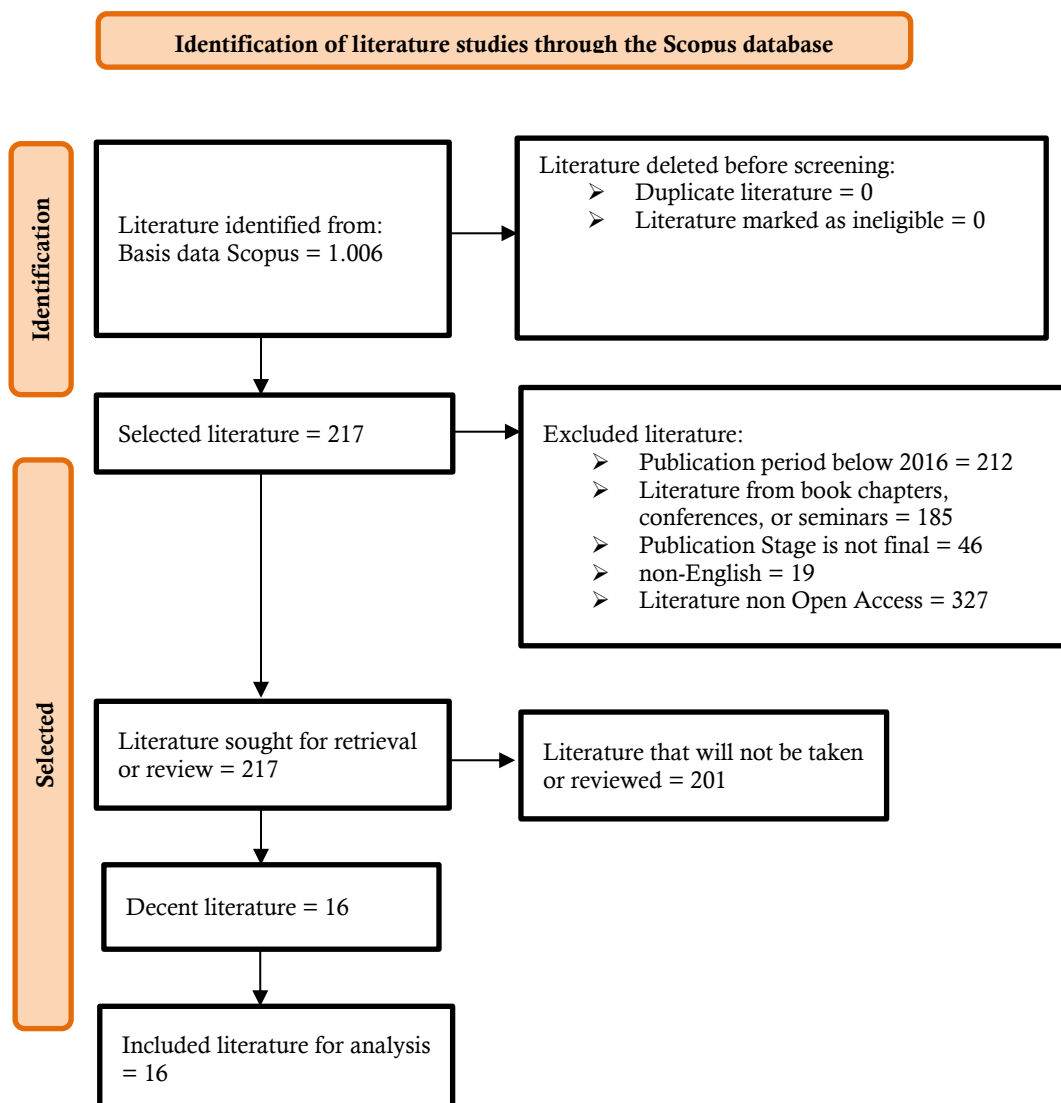 Identification of literature studies through the Scopus database
Identification
Literature identified from:
Basis data Scopus = 1.006
Literature deleted before screening:
➢ Duplicate literature = 0
➢ Literature marked as ineligible = 0
Selected literature = 217
Excluded literature:
➢ Publication period below 2016 = 212
➢ Literature from book chapters,
conferences, or seminars = 185
➢ Publication Stage is not final = 46
➢ non-English = 19
➢ Literature non Open Access = 327
Selected
Literature sought for retrieval
or review = 217
Literature that will not be taken
or reviewed = 201
Decent literature = 16
Included literature for analysis
= 16